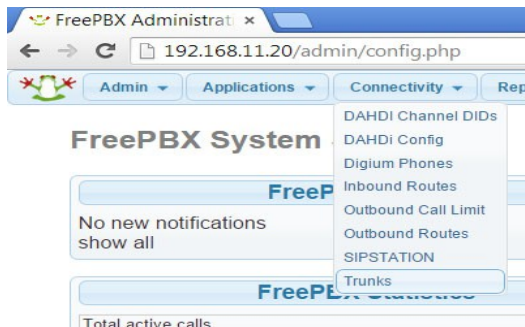 FreePBX Administrati
192.168.11.20/admin/config.php
Admin Applications Connectivity Rep
DAHDI Channel DIDs
DAHDi Config
Digium Phones
Inbound Routes
Outbound Call Limit
Outbound Routes
SIPSTATION
Trunks
FreePBX System
FreeP
No new notifications
show all
FreePBX Statistics
Total active calls